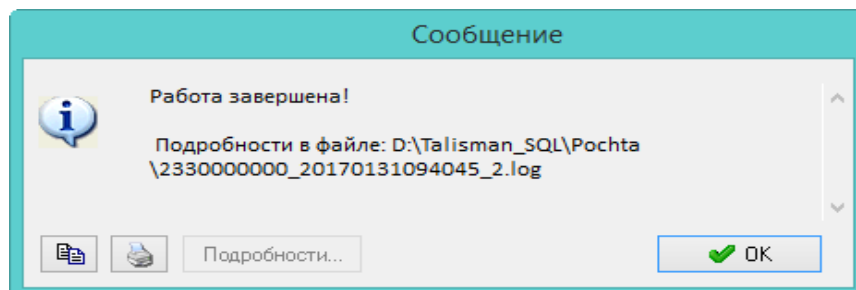 Сообщение
Работа завершена!
Подробности в файле: D:\Talisman_SQL\Pochta
\2330000000_20170131094045_2.log
Подробности...
OK